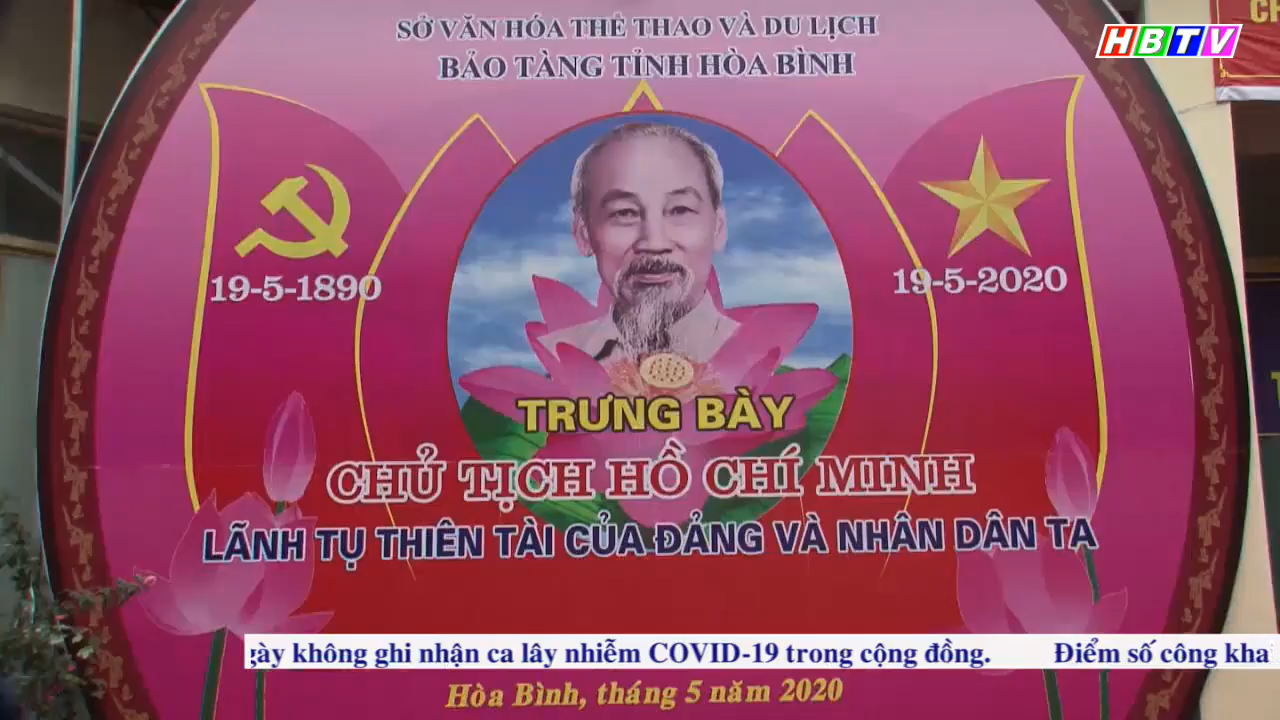 SỞ VĂN HÓA THỂ THAO VÀ DU LỊCH
HBTV
BẢO TÀNG TỈNH HÒA BÌNH
19-5-1890
19-5-2020
TRƯNG BÀY
CHỦ TỊCH HỒ CHÍ MINH
LÃNH TỤ THIÊN TÀI CỦA ĐẢNG VÀ NHÂN DÂN TA
gày không ghi nhận ca lây nhiễm COVID-19 trong cộng đồng. Điểm số công kha
Hòa Bình, tháng 5 năm 2020